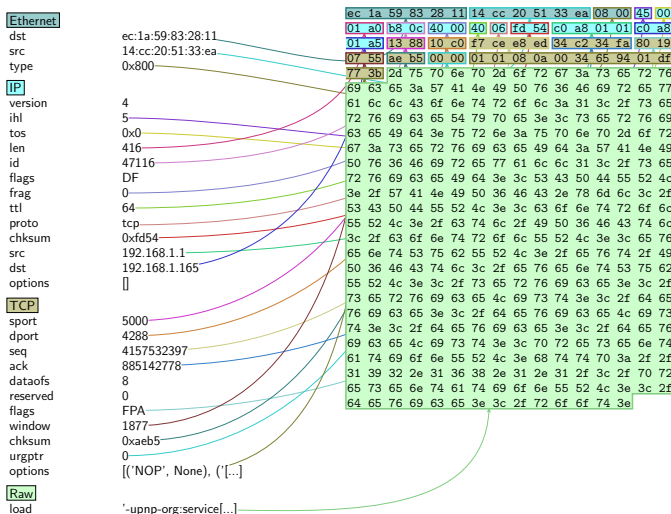 Ethernet
dst ec:1a:59:83:28:11
src 14:cc:20:51:33:ea
type 0x800
IP
version 4
ihl 5
tos 0x0
len 416
id 47116
flags DF
frag 0
ttl 64
proto tcp
chksum 0xfd54
src 192.168.1.1
dst 192.168.1.165
options []
TCP
sport 5000
dport 4288
seq 4157532397
ack 885142778
dataofs 8
reserved 0
flags FPA
window 1877
chksum 0xaeb5
urgptr 0
options [('NOP', None), ('[...]
Raw
load '-upnp-org:service[...]
ec 1a 59 83 28 11 14 cc 20 51 33 ea 08 00 45 00
01 a0 b8 0c 40 00 40 06 fd 54 c0 a8 01 01 c0 a8
01 a5 13 88 10 c0 f7 ce e8 ed 34 c2 34 fa 80 19
07 55 ae b5 00 00 01 01 08 0a 00 34 65 94 01 df
77 3b 2d 75 70 6e 70 2d 6f 72 67 3a 73 65 72 76
69 63 65 3a 57 41 4e 49 50 76 36 46 69 72 65 77
61 6c 6c 43 6f 6e 74 72 6f 6c 3a 31 3c 2f 73 65
72 76 69 63 65 54 79 70 65 3e 3c 73 65 72 76 69
63 65 49 64 3e 75 72 6e 3a 75 70 6e 70 2d 6f 72
67 3a 73 65 72 76 69 63 65 49 64 3a 57 41 4e 49
50 76 36 46 69 72 65 77 61 6c 6c 31 3c 2f 73 65
72 76 69 63 65 49 64 3e 3c 53 43 50 44 55 52 4c
3e 2f 57 41 4e 49 50 36 46 43 2e 78 6d 6c 3c 2f
53 43 50 44 55 52 4c 3e 3c 63 6f 6e 74 72 6f 6c
55 52 4c 3e 2f 63 74 6c 2f 49 50 36 46 43 74 6c
3c 2f 63 6f 6e 74 72 6f 6c 55 52 4c 3e 3c 65 76
65 6e 74 53 75 62 55 52 4c 3e 2f 65 76 74 2f 49
50 36 46 43 74 6c 3c 2f 65 76 65 6e 74 53 75 62
55 52 4c 3e 3c 2f 73 65 72 76 69 63 65 3e 3c 2f
73 65 72 76 69 63 65 4c 69 73 74 3e 3c 2f 64 65
76 69 63 65 3e 3c 2f 64 65 76 69 63 65 4c 69 73
74 3e 3c 2f 64 65 76 69 63 65 3e 3c 2f 64 65 76
69 63 65 4c 69 73 74 3e 3c 70 72 65 73 65 6e 74
61 74 69 6f 6e 55 52 4c 3e 68 74 74 70 3a 2f 2f
31 39 32 2e 31 36 38 2e 31 2e 31 2f 3c 2f 70 72
65 73 65 6e 74 61 74 69 6f 6e 55 52 4c 3e 3c 2f
64 65 76 69 63 65 3e 3c 2f 72 6f 6f 74 3e